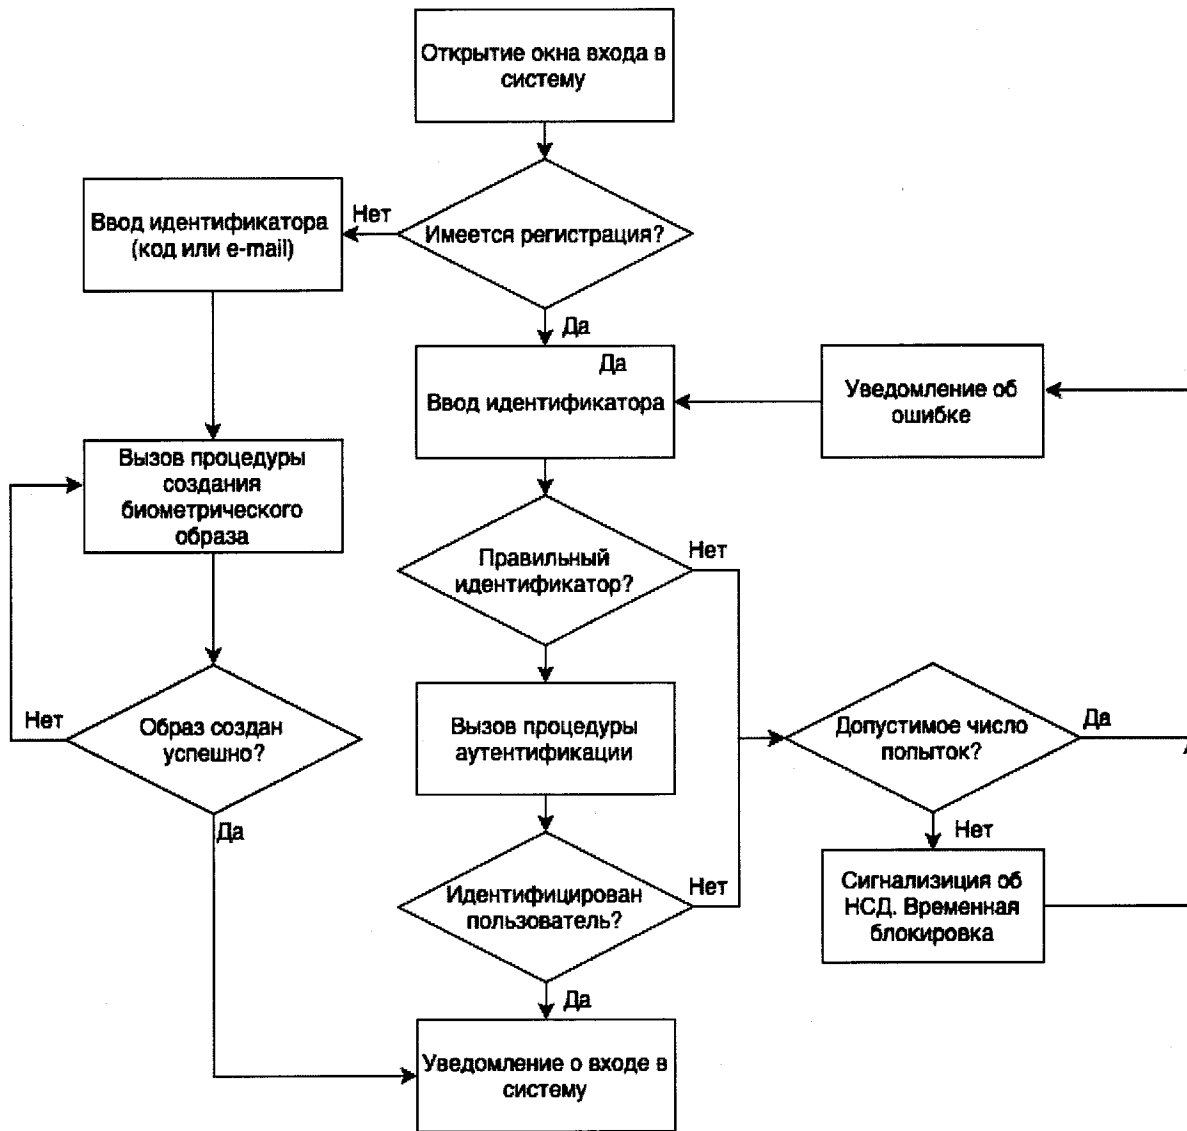 Открытие окна входа в
систему
Ввод идентификатора
(код или e-mail)
Нет
Имеется регистрация?
Да
Да
Ввод идентификатора
Уведомление об
ошибке
Вызов процедуры
создания
биометрического
образа
Правильный
идентификатор?
Нет
Нет
Образ создан
успешно?
Вызов процедуры
аутентификации
Допустимое число
попыток?
Да
Да
Нет
Идентифицирован
пользователь?
Нет
Сигнализиция об
НСД. Временная
блокировка
Да
Уведомление о входе в
систему